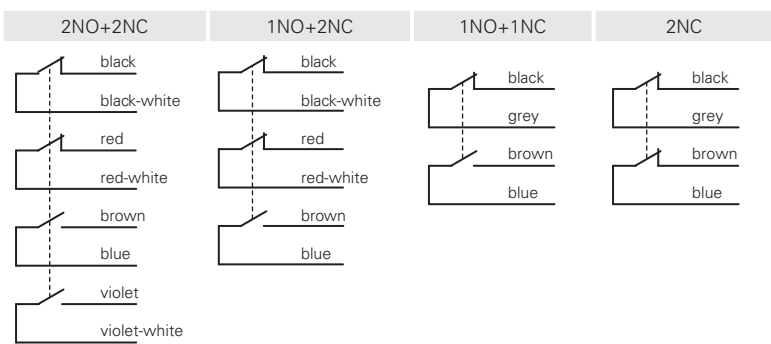 2NO+2NC
1NO+2NC
1NO+1NC
2NC
black
black-white
red
red-white
brown
blue
violet
violet-white
black
black-white
red
red-white
brown
blue
black
grey
brown
blue
black
grey
brown
blue